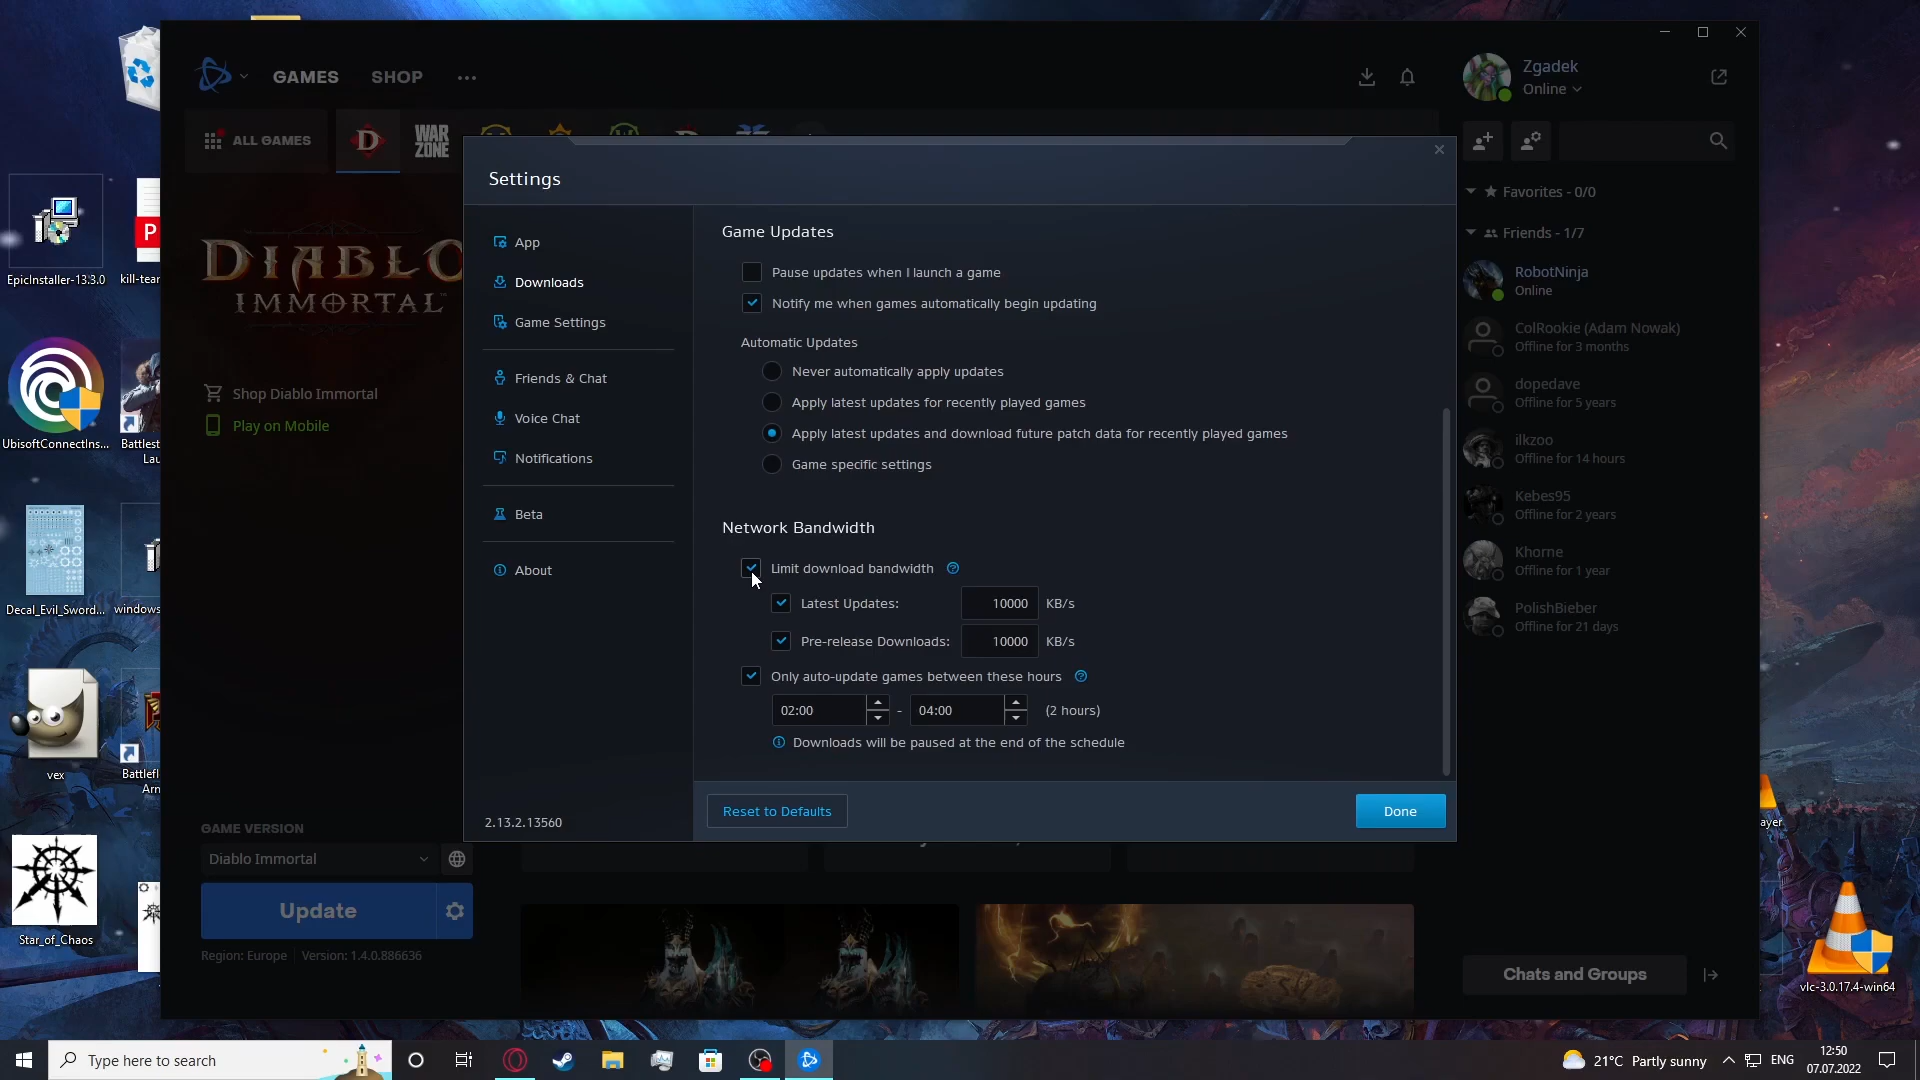 GAMES
SHOP
Zgadek
Online
ALL GAMES
D
WAR
ZONE
Settings
Favorites - 0/0
Friends - 1/7
RobotNinja
Online
ColRookie (Adam Nowak)
Offline for 3 months
dopedave
Offline for 5 years
ilkzoo
Offline for 14 hours
Kebes95
Offline for 2 years
Khorne
Offline for 1 year
PolishBieber
Offline for 21 days
Chats and Groups
App
Downloads
Game Settings
Friends & Chat
Voice Chat
Notifications
Beta
About
2.13.2.13560
Game Updates
Pause updates when I launch a game
Notify me when games automatically begin updating
Automatic Updates
Never automatically apply updates
Apply latest updates for recently played games
Apply latest updates and download future patch data for recently played games
Game specific settings
Network Bandwidth
Limit download bandwidth
Latest Updates: 10000 KB/s
Pre-release Downloads: 10000 KB/s
Only auto-update games between these hours
02:00 - 04:00 (2 hours)
Downloads will be paused at the end of the schedule
Reset to Defaults
Done
DIABLO
IMMORTAL
Shop Diablo Immortal
Play on Mobile
GAME VERSION
Diablo Immortal
Update
Region: Europe
Version: 1.4.0.886636
EpicInstaller-13.3.0
P
kill-tear
UbisoftConnectIns...
Battlest
Lau
Decal_Evil_Sword...
windows
vex
Battlefl
Arn
Star_of_Chaos
ayer
vlc-3.0.17.4-win64
Type here to search
21°C Partly sunny
ENG
12:50
07.07.2022